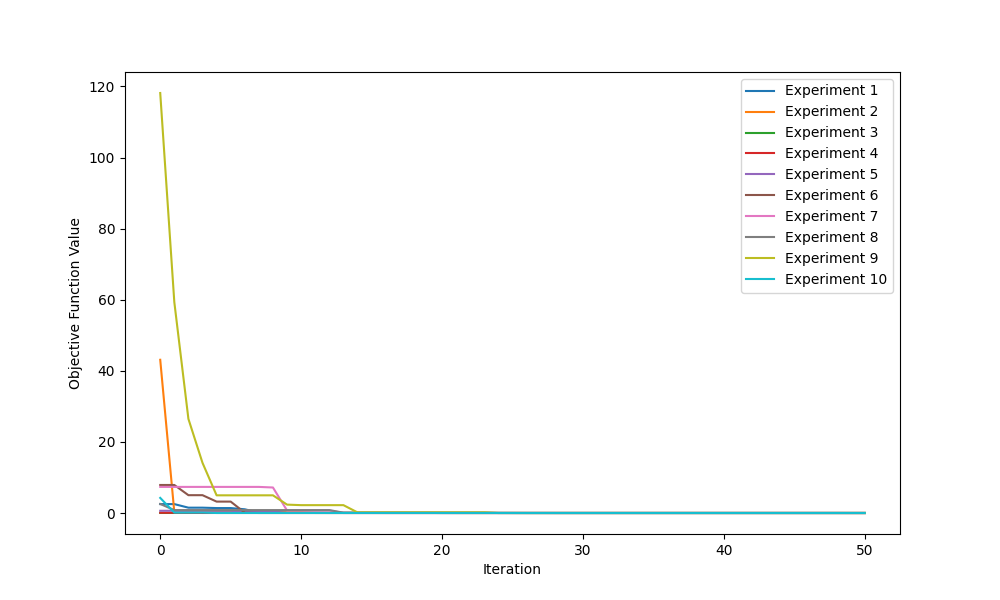 120
100
80
60
40
20
0
Objective Function Value
0
10
20
30
40
50
Iteration
Experiment 1
Experiment 2
Experiment 3
Experiment 4
Experiment 5
Experiment 6
Experiment 7
Experiment 8
Experiment 9
Experiment 10